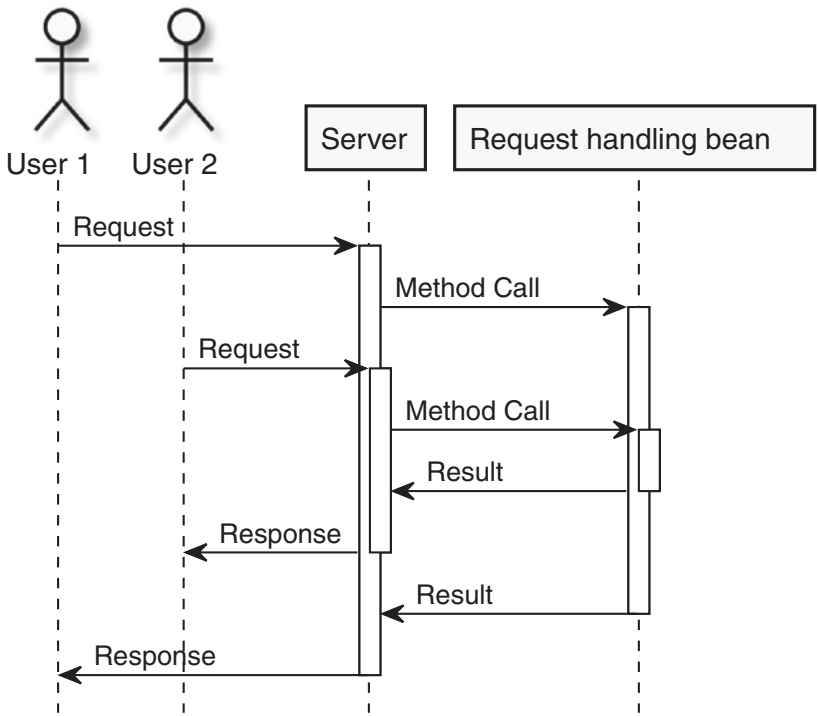 User 1
User 2
Server
Request handling bean
Request
Method Call
Request
Method Call
Result
Response
Result
Response